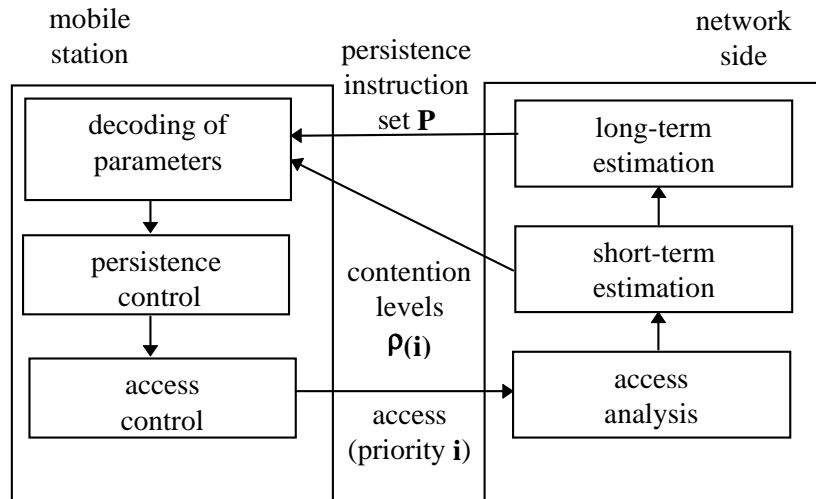 mobile
station
network
side
persistence
instruction
set P
decoding of
parameters
long-term
estimation
persistence
control
contention
levels
ρ(i)
short-term
estimation
access
control
access
(priority i)
access
analysis